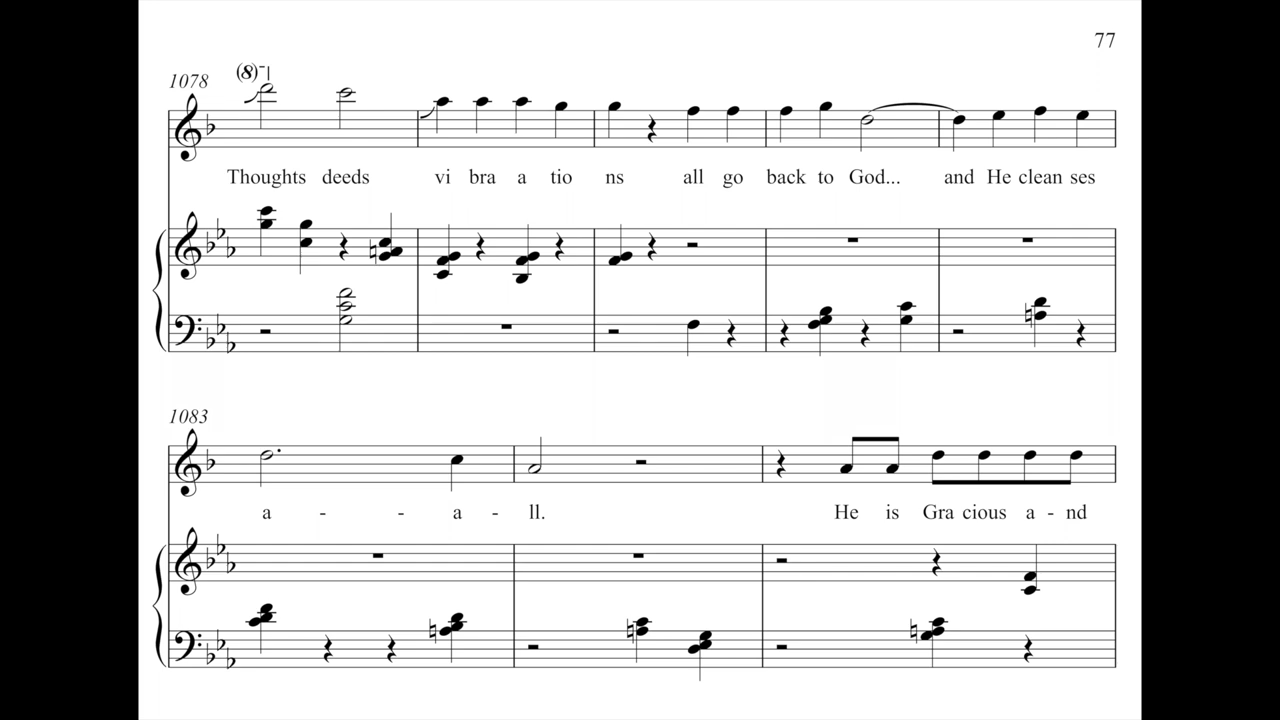 77
1078
(8)
Thoughts deeds vi bra a tio ns all go back to God... and He clean ses
1083
a - - a - ll. He is Gra cious a - nd